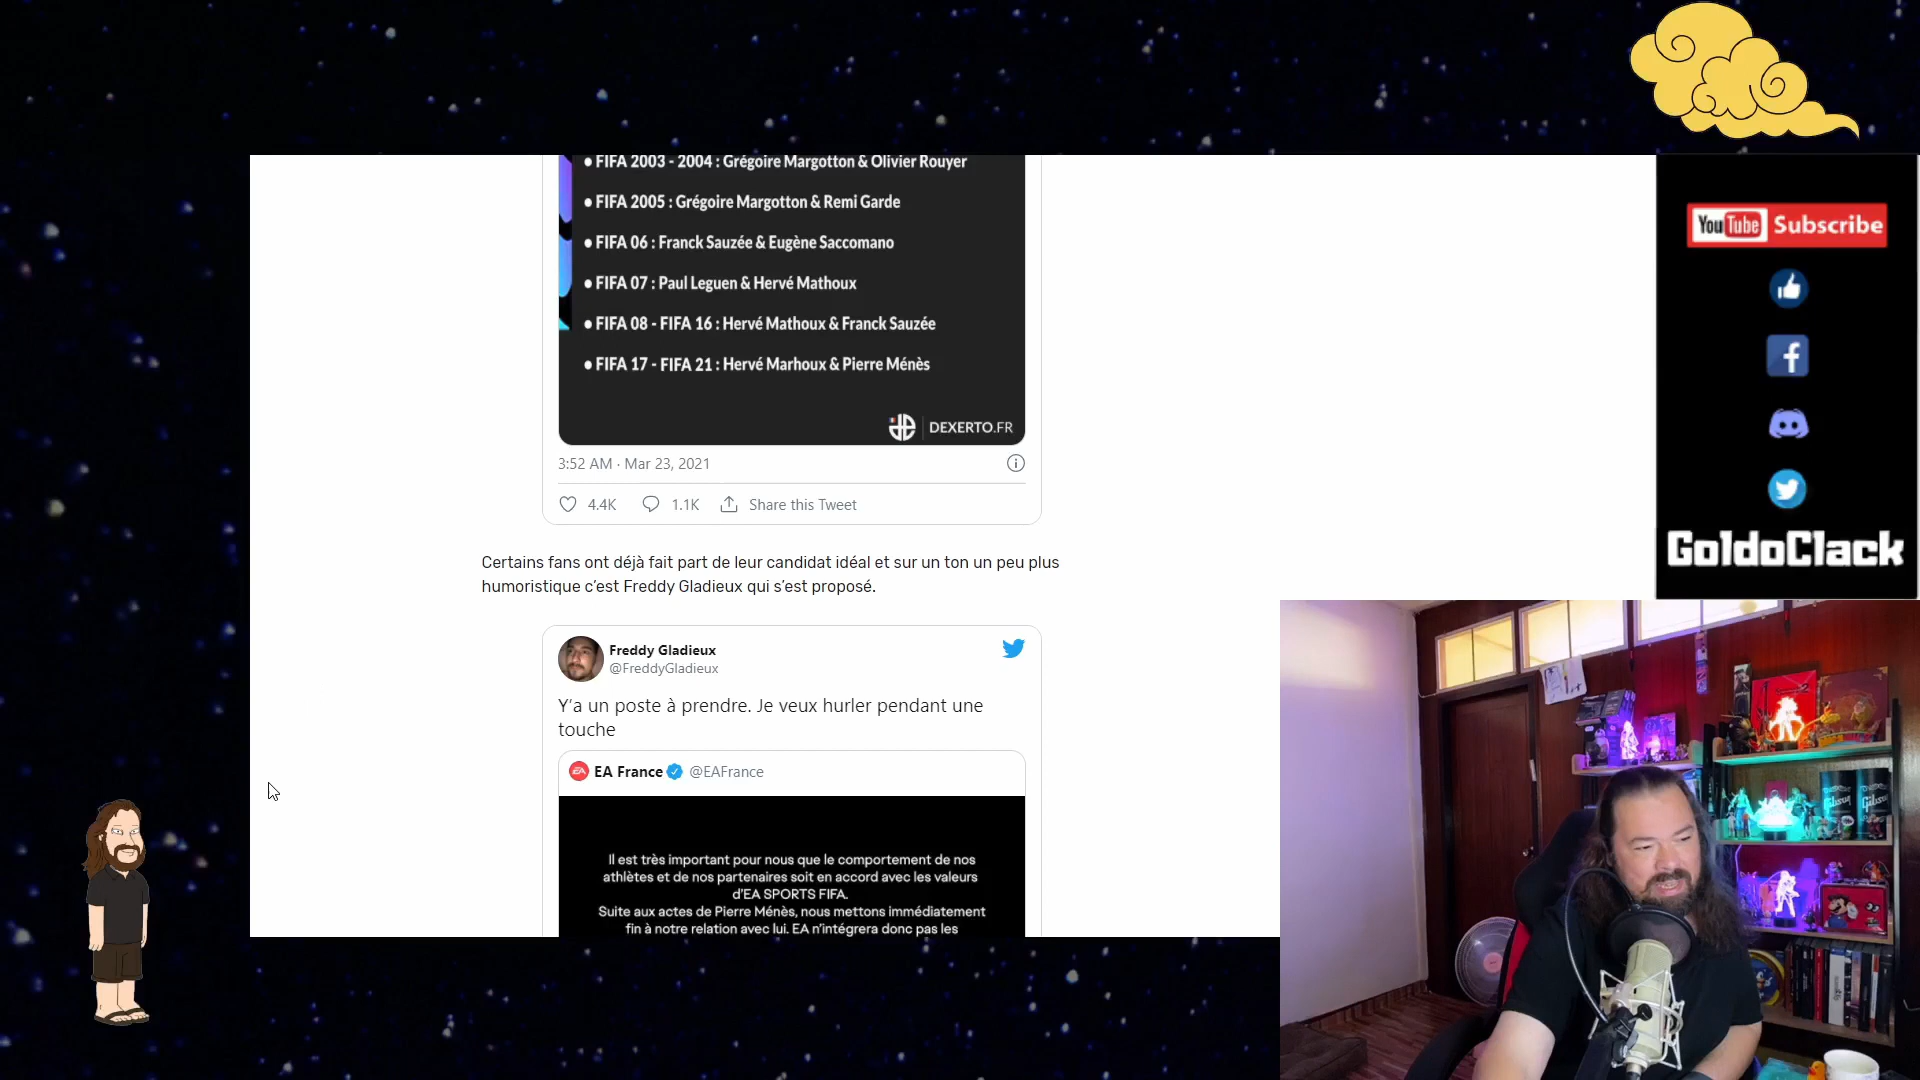 • FIFA 2003 - 2004 : Grégoire Margotton & Olivier Rouyer
• FIFA 2005 : Grégoire Margotton & Remi Garde
• FIFA 06 : Franck Sauzée & Eugène Saccomano
• FIFA 07 : Paul Leguen & Hervé Mathoux
• FIFA 08 - FIFA 16 : Hervé Mathoux & Franck Sauzée
• FIFA 17 - FIFA 21 : Hervé Marhoux & Pierre Ménès
DEXERTO.FR
3:52 AM · Mar 23, 2021
4.4K 1.1K Share this Tweet
Certains fans ont déjà fait part de leur candidat idéal et sur un ton un peu plus
humoristique c’est Freddy Gladieux qui s’est proposé.
Freddy Gladieux
@FreddyGladieux
Y'a un poste à prendre. Je veux hurler pendant une
touche
EA France @EAFrance
Il est très important pour nous que le comportement de nos
athlètes et de nos partenaires soit en accord avec les valeurs
d’EA SPORTS FIFA.
Suite aux actes de Pierre Ménès, nous mettons immédiatement
fin à notre relation avec lui. EA n’intégrera donc pas les
YouTube Subscribe
GoldoClack